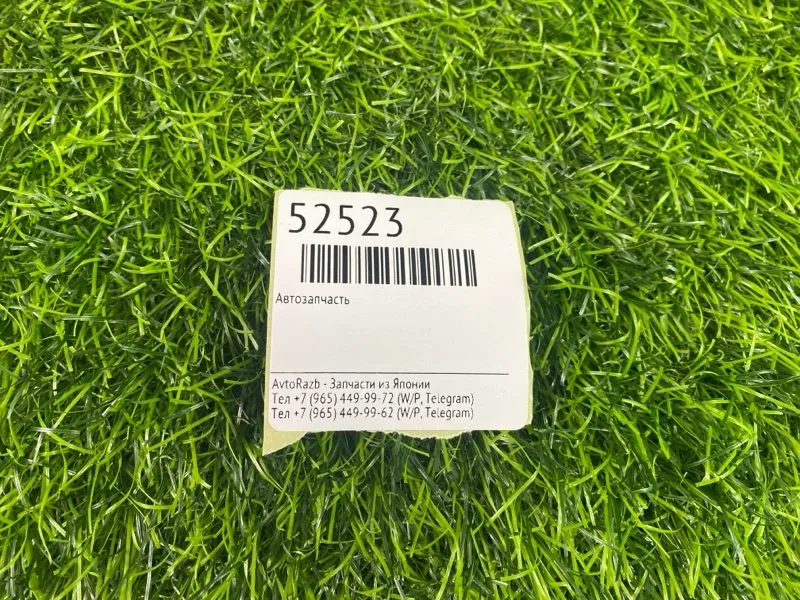 52523
Автозапчасть
AvtoRazb - Запчасти из Японии
Тел +7 (965) 449-99-72 (W/P, Telegram)
Тел +7 (965) 449-99-62 (W/P, Telegram)